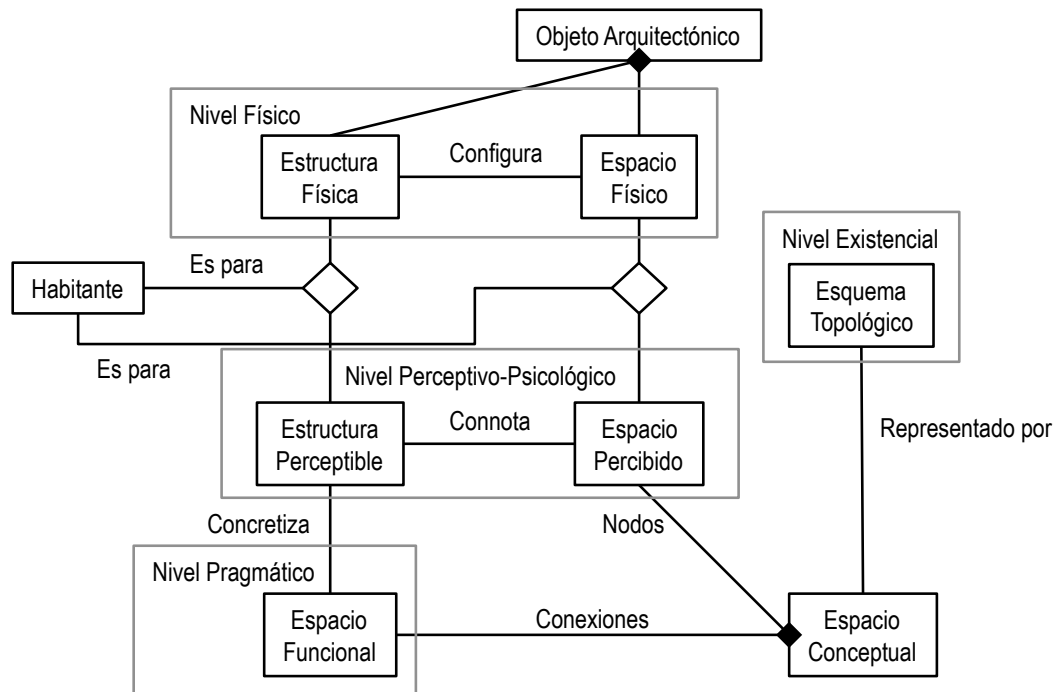 Objeto Arquitectónico
Nivel Físico
Estructura
Física
Configura
Espacio
Físico
Nivel Existencial
Esquema
Topológico
Es para
Habitante
Es para
Nivel Perceptivo-Psicológico
Estructura
Perceptible
Connota
Espacio
Percibido
Representado por
Concretiza
Nodos
Nivel Pragmático
Espacio
Funcional
Conexiones
Espacio
Conceptual